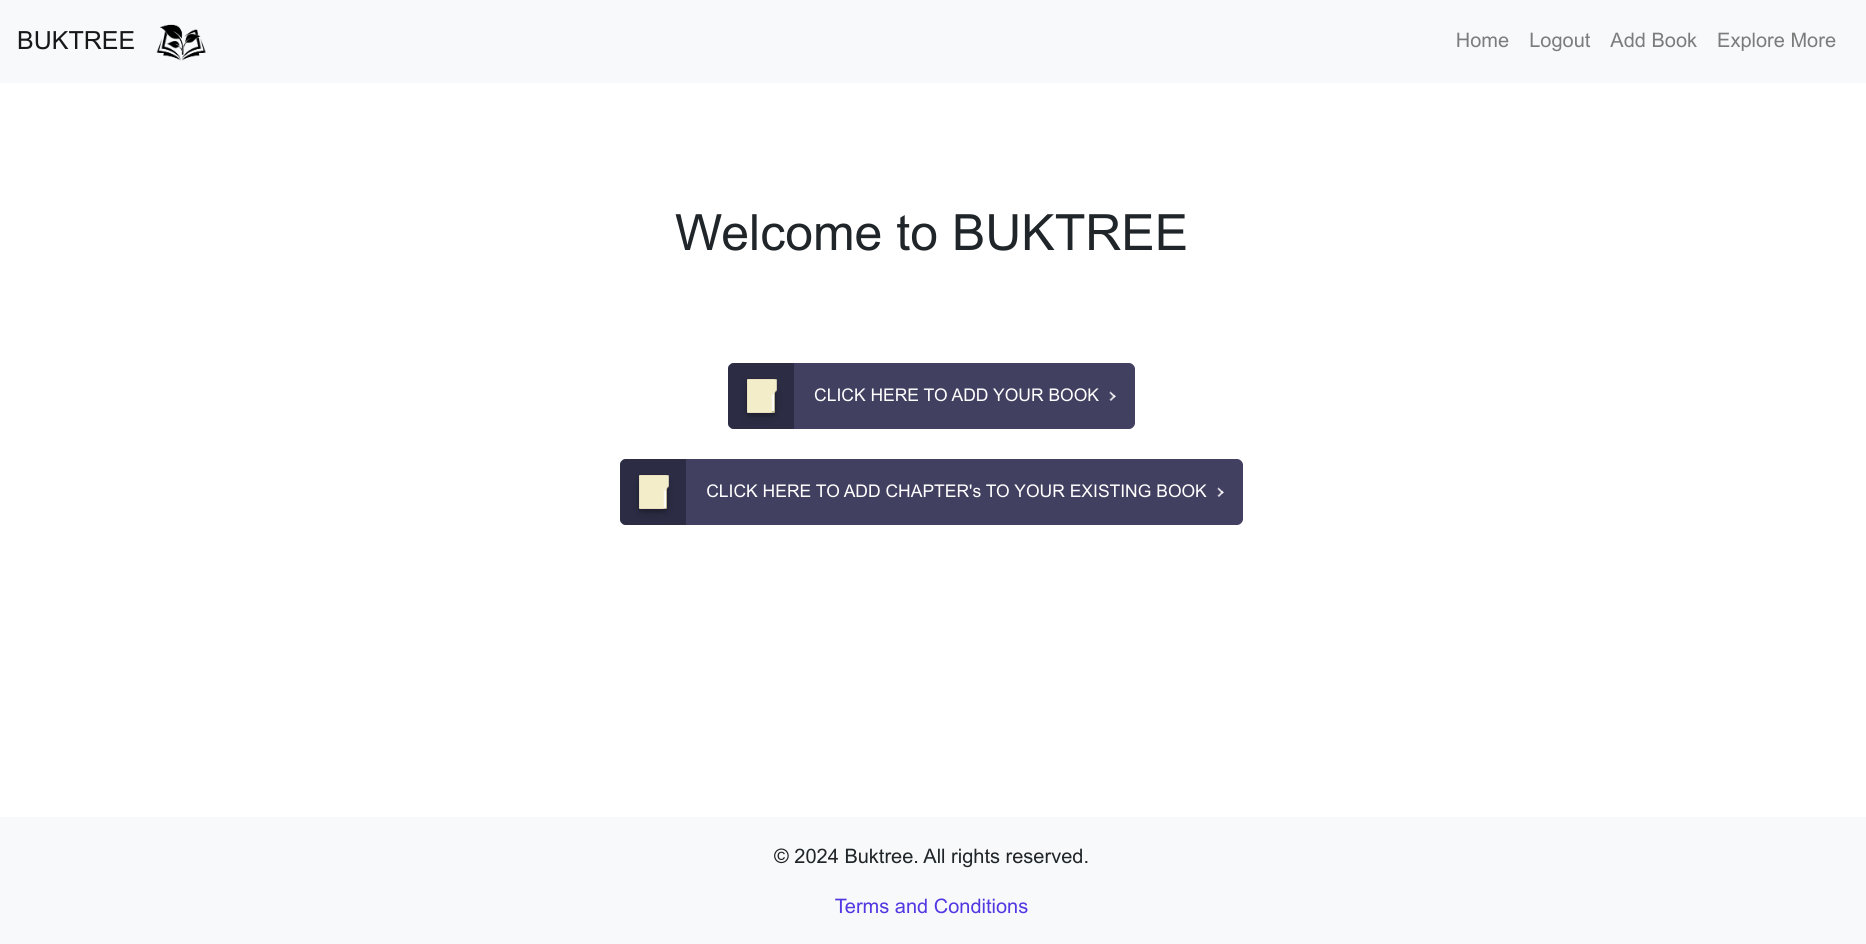 BUKTREE
Home Logout Add Book Explore More
Welcome to BUKTREE
CLICK HERE TO ADD YOUR BOOK ›
CLICK HERE TO ADD CHAPTER's TO YOUR EXISTING BOOK ›
© 2024 Buktree. All rights reserved.
Terms and Conditions